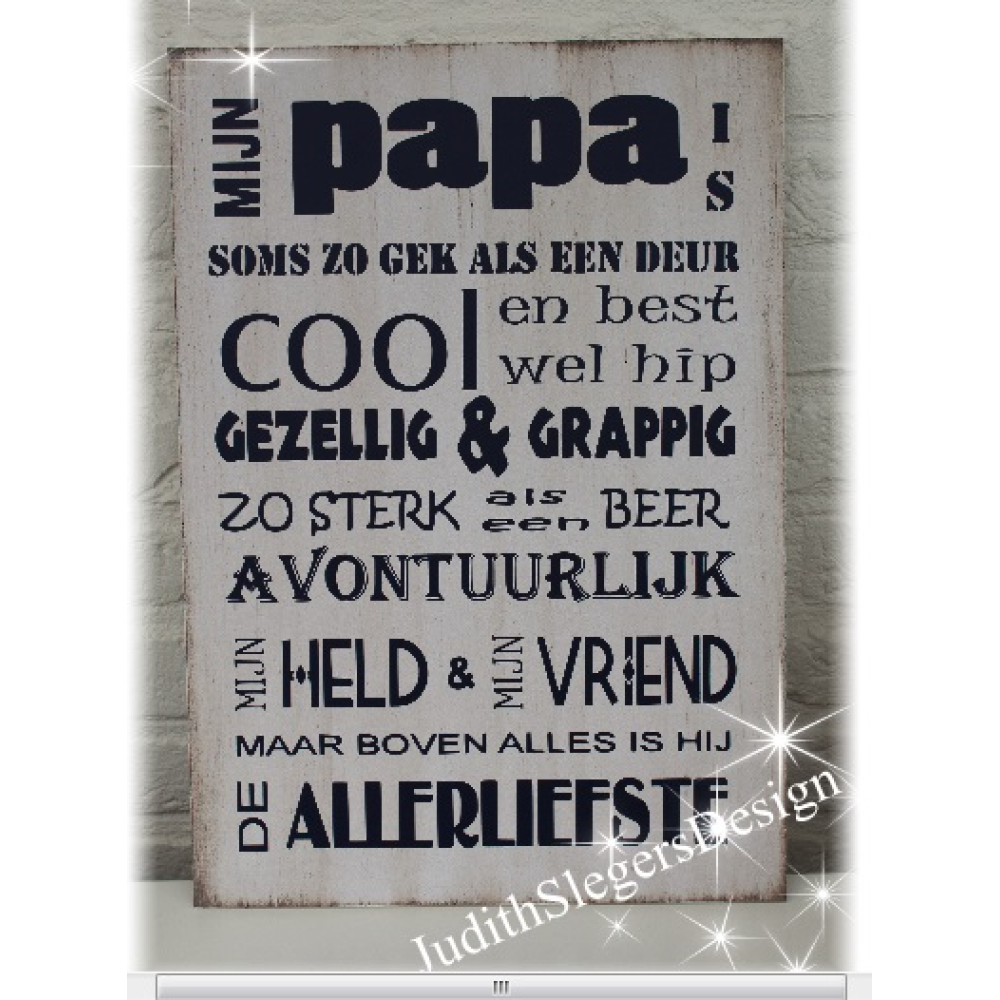 MIJN papa IS
SOMS ZO GEK ALS EEN DEUR
COOl en best
wel hip
GEZELLIG & GRAPPIG
ZO STERK als een BEER
AVONTUURLIJK
MIJN HELD & MIJN VRIEND
MAAR BOVEN ALLES IS HIJ
DE ALLERLIEFSTE
JudithSlegersDesign